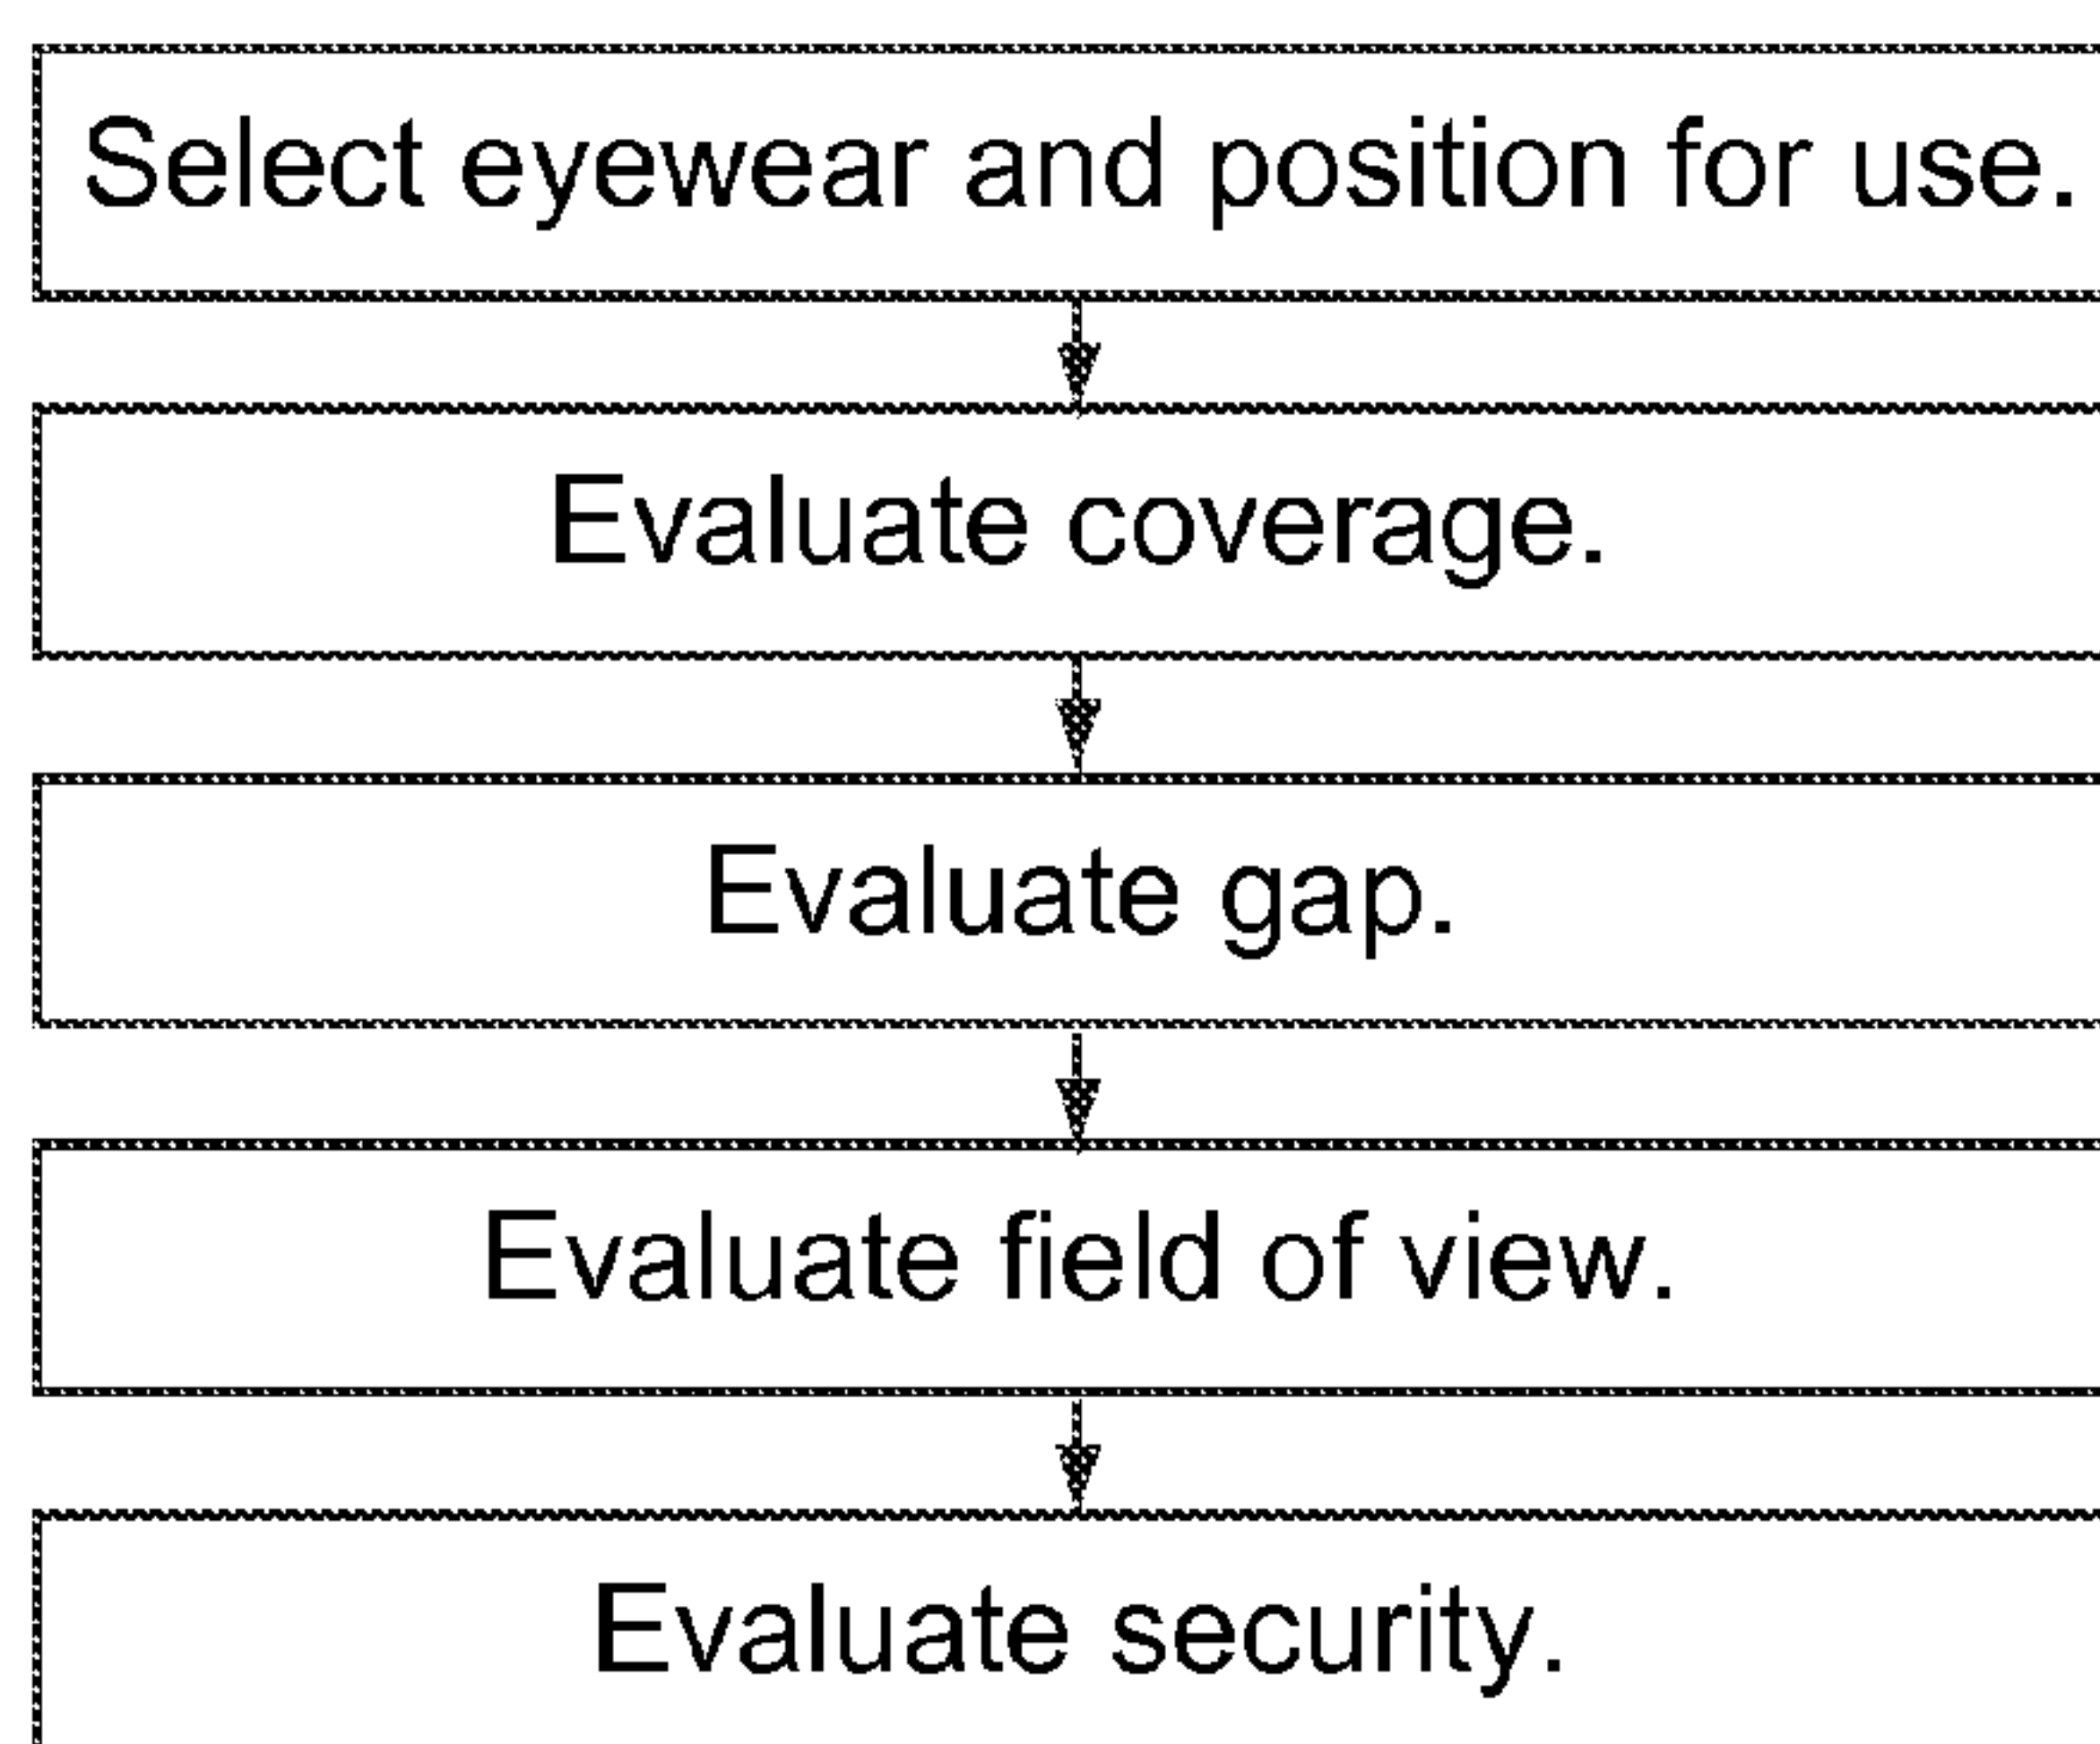 Select eyewear and position for use.
Evaluate coverage.
Evaluate gap.
Evaluate field of view.
Evaluate security.